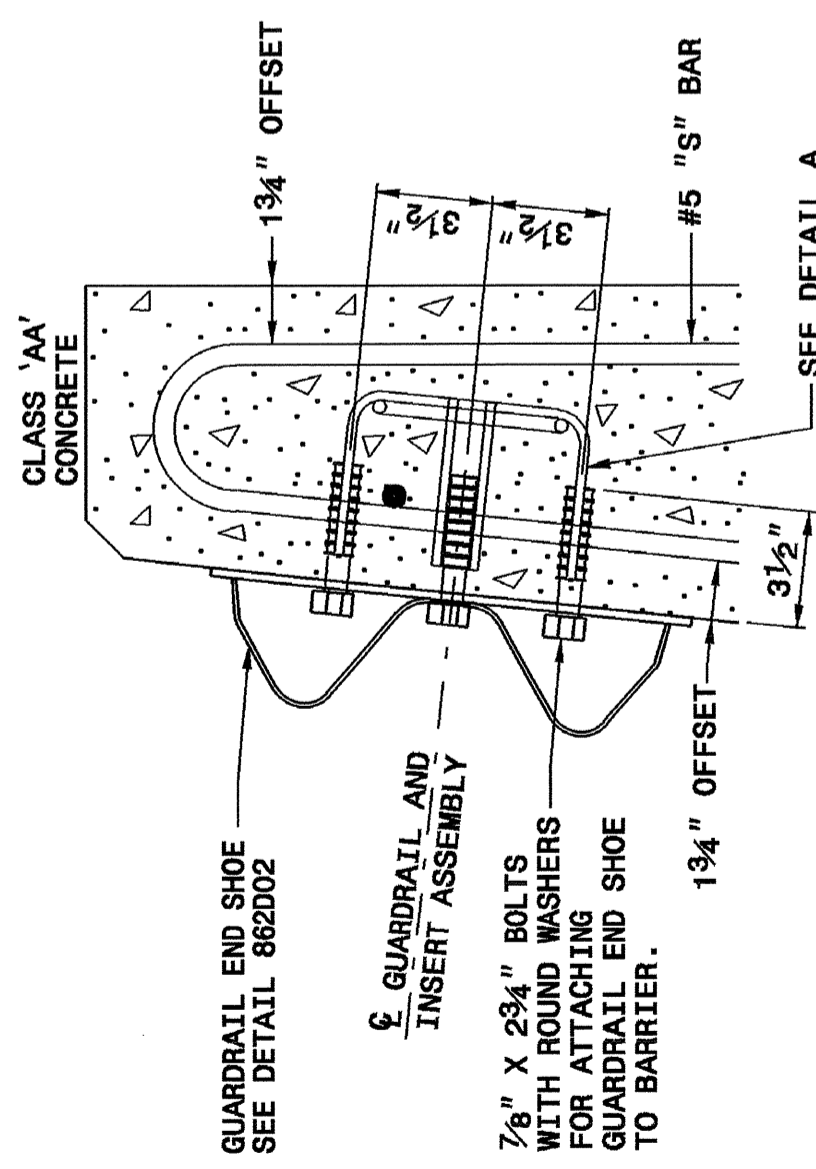 CLASS 'AA'
CONCRETE
1¾" OFFSET
3½"
3½"
#5 "S" BAR
SEE DETAIL A
GUARDRAIL END SHOE
SEE DETAIL 862D02
℄ GUARDRAIL AND
INSERT ASSEMBLY
⅞" X 2¾" BOLTS
WITH ROUND WASHERS
FOR ATTACHING
GUARDRAIL END SHOE
TO BARRIER.
1¾" OFFSET
3½"